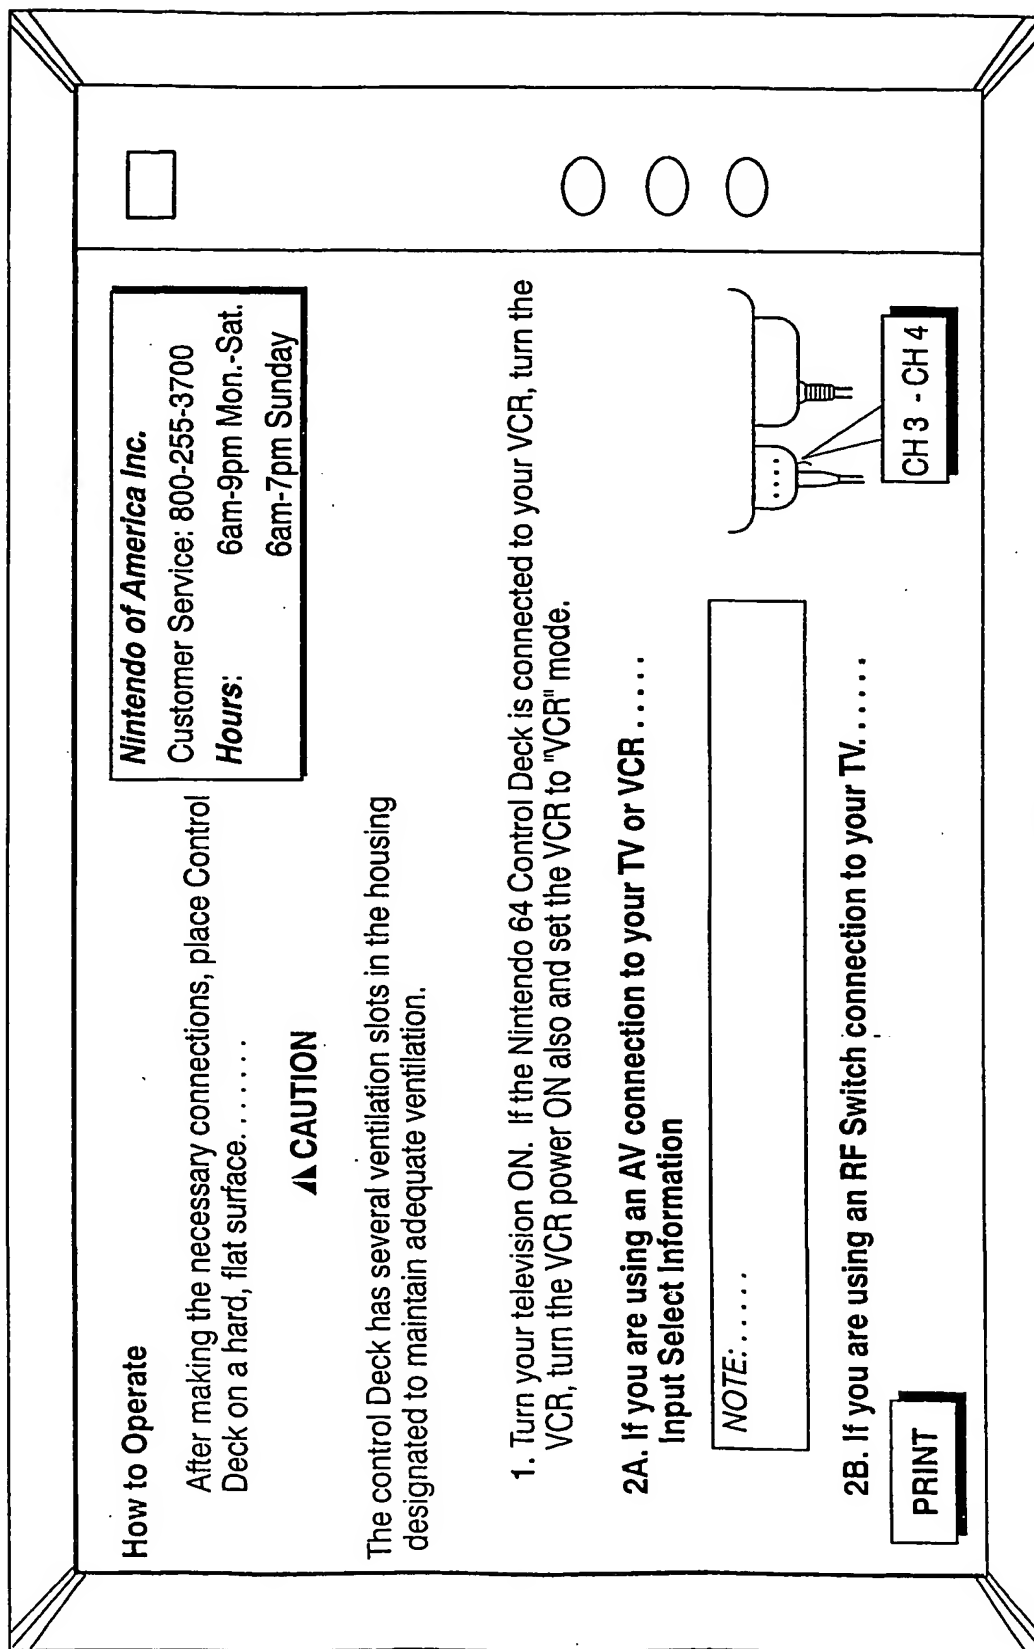 How to Operate
After making the necessary connections, place Control
Deck on a hard, flat surface.......
Nintendo of America Inc.
Customer Service: 800-255-3700
Hours: 6am-9pm Mon.-Sat.
6am-7pm Sunday
CAUTION
The control Deck has several ventilation slots in the housing
designated to maintain adequate ventilation.
1. Turn your television ON. If the Nintendo 64 Control Deck is connected to your VCR, turn the
VCR, turn the VCR power ON also and set the VCR to "VCR" mode.
2A. If you are using an AV connection to your TV or VCR.....
Input Select Information
NOTE:.....
2B. If you are using an RF Switch connection to your TV......
CH 3 - CH 4
PRINT